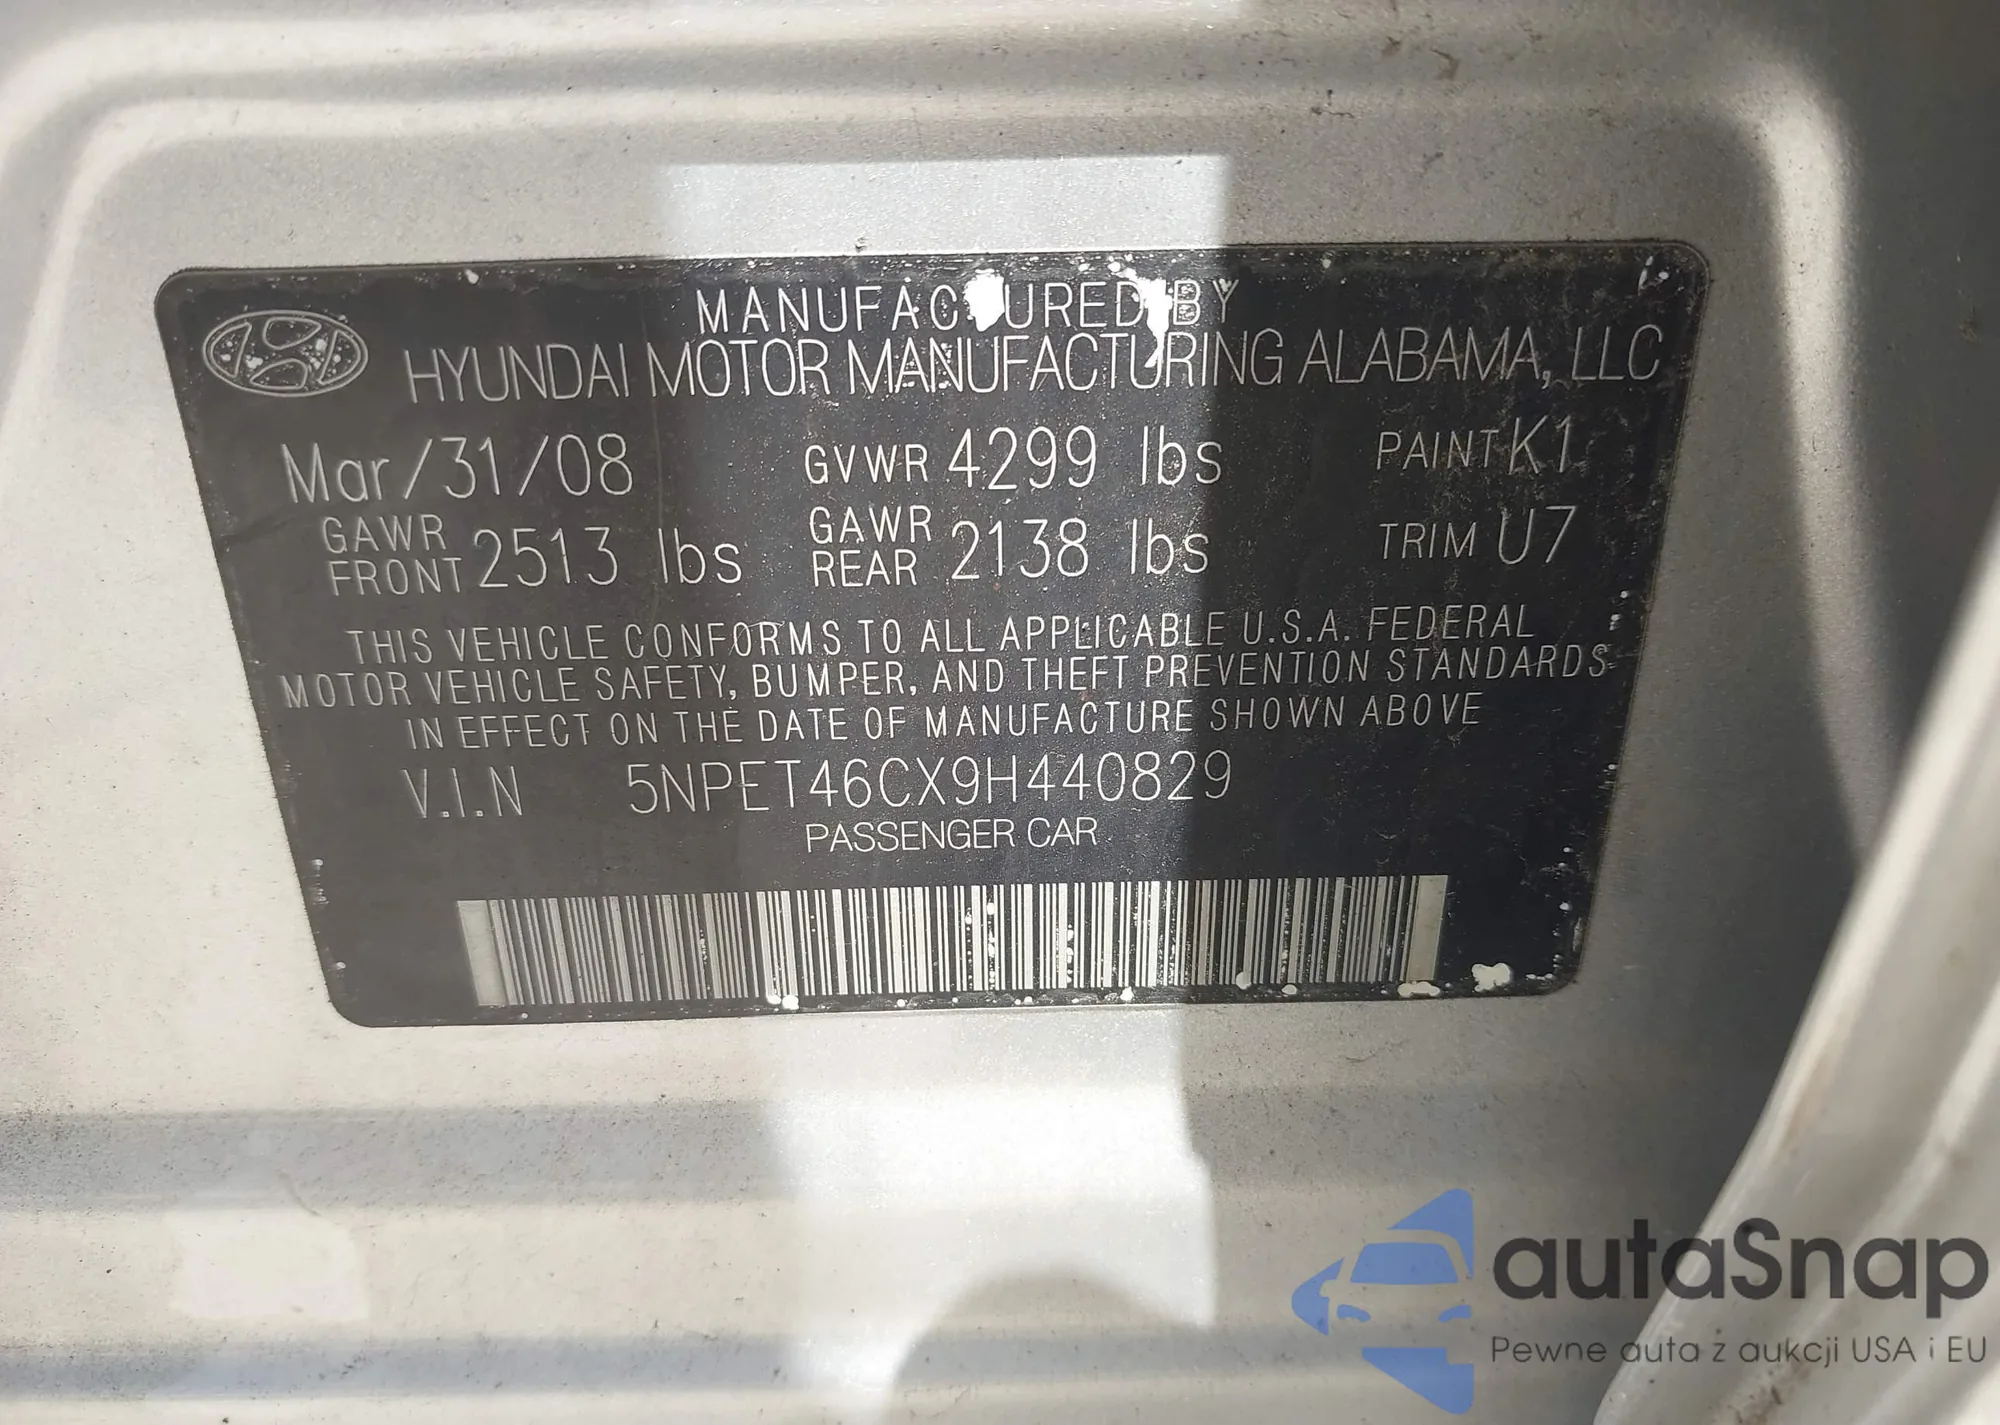 MANUFACTURED BY
HYUNDAI MOTOR MANUFACTURING ALABAMA, LLC
Mar/31/08 GVWR 4299 lbs PAINT K1
GAWR FRONT 2513 lbs GAWR REAR 2138 lbs TRIM U7
THIS VEHICLE CONFORMS TO ALL APPLICABLE U.S.A. FEDERAL
MOTOR VEHICLE SAFETY, BUMPER, AND THEFT PREVENTION STANDARDS
IN EFFECT ON THE DATE OF MANUFACTURE SHOWN ABOVE
V.I.N 5NPET46CX9H440829
PASSENGER CAR
autaSnap
Pewne auta z aukcji USA i EU